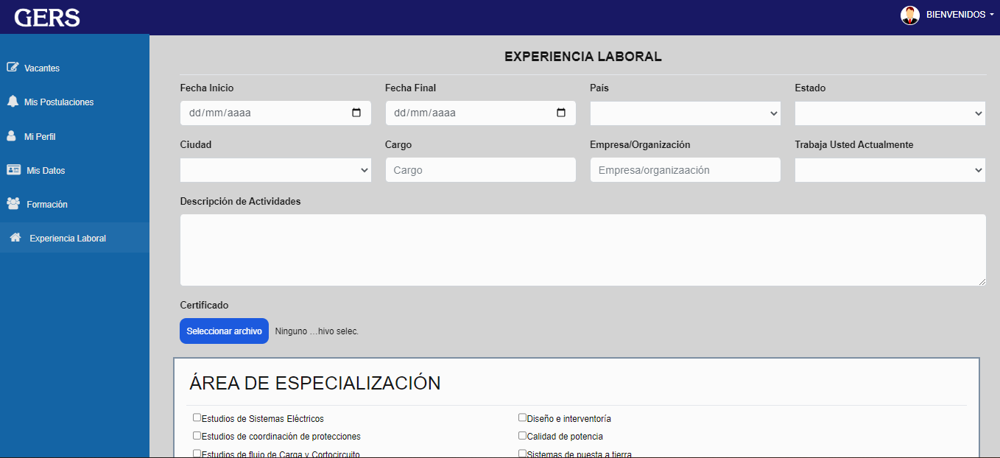 GERS
BIENVENIDOS
Vacantes
Mis Postulaciones
Mi Perfil
Mis Datos
Formación
Experiencia Laboral
EXPERIENCIA LABORAL
Fecha Inicio Fecha Final País Estado
dd/mm/aaaa dd/mm/aaaa
Ciudad Cargo Empresa/Organización Trabaja Usted Actualmente
Cargo Empresa/organizaación
Descripción de Actividades
Certificado
Seleccionar archivo Ninguno ...hivo selec.
ÁREA DE ESPECIALIZACIÓN
Estudios de Sistemas Eléctricos Diseño e interventoría
Estudios de coordinación de protecciones Calidad de potencia
Estudios de flujo de Carga y Cortocircuito Sistemas de puesta a tierra